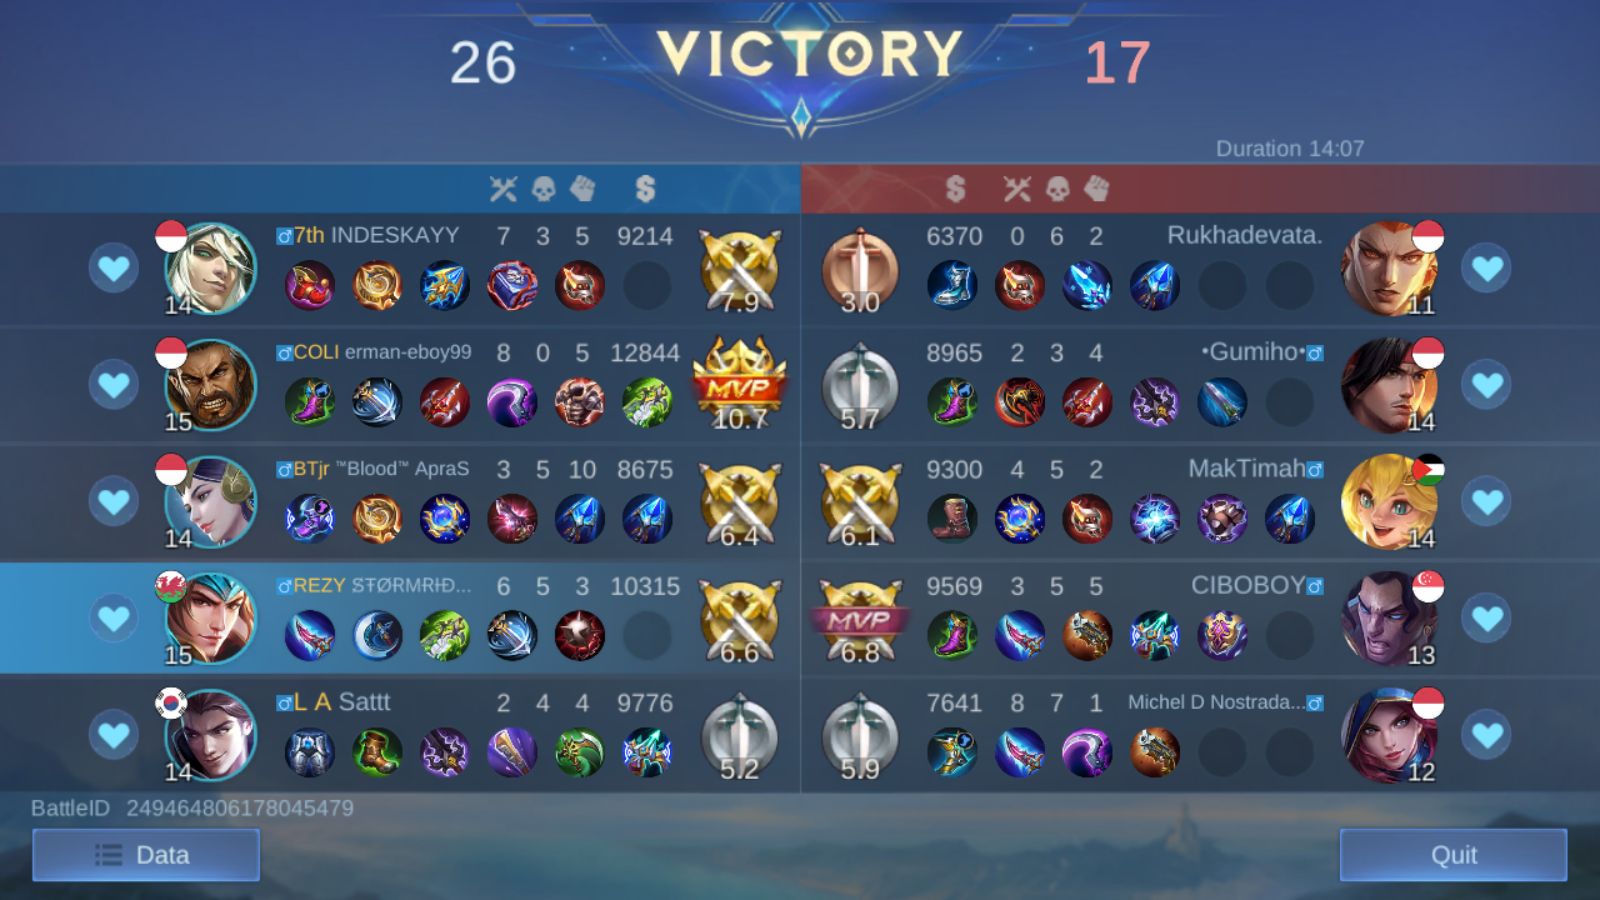 26 VICTORY 17
Duration 14:07
7th INDESKAYY 7 3 5 9214
14 7.9
6370 0 6 2 Rukhadevata.
3.0 11
COLI erman-eboy99 8 0 5 12844
15 MVP 10.7
8965 2 3 4 •Gumiho•
5.7 14
BTjr ™Blood™ ApraS 3 5 10 8675
14 6.4
9300 4 5 2 MakTimah
6.1 14
REZY SŦØRMɌƗĐ... 6 5 3 10315
15 6.6
9569 3 5 5 CIBOBOY
MVP 6.8 13
L A Sattt 2 4 4 9776
14 5.2
7641 8 7 1 Michel D Nostrada...
5.9 12
BattleID 249464806178045479
Data Quit